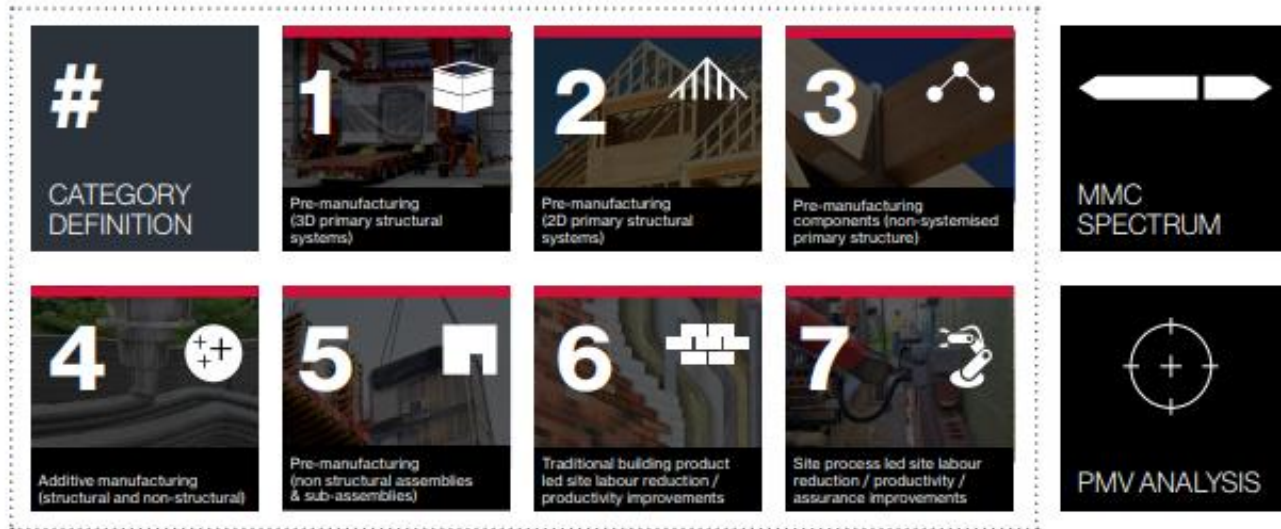 #
CATEGORY
DEFINITION
1
Pre-manufacturing
(3D primary structural
systems)
2
Pre-manufacturing
(2D primary structural
systems)
3
Pre-manufacturing
components (non-systemised
primary structure)
MMC
SPECTRUM
4
Additive manufacturing
(structural and non-structural)
5
Pre-manufacturing
(non structural assemblies
& sub-assemblies)
6
Traditional building product
led site labour reduction /
productivity improvements
7
Site process led site labour
reduction / productivity /
assurance improvements
PMV ANALYSIS